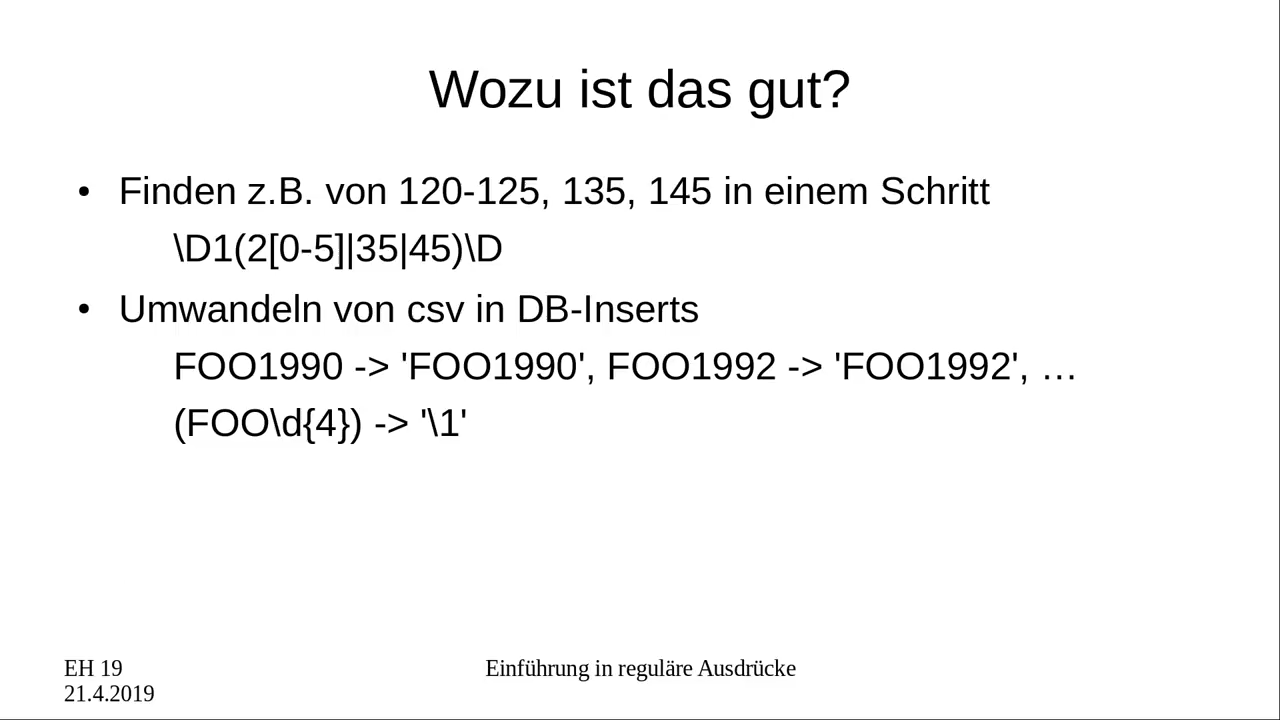 Wozu ist das gut?
• Finden z.B. von 120-125, 135, 145 in einem Schritt
\D1(2[0-5]|35|45)\D
• Umwandeln von csv in DB-Inserts
FOO1990 -> 'FOO1990', FOO1992 -> 'FOO1992', …
(FOO\d{4}) -> '\1'
EH 19
21.4.2019
Einführung in reguläre Ausdrücke